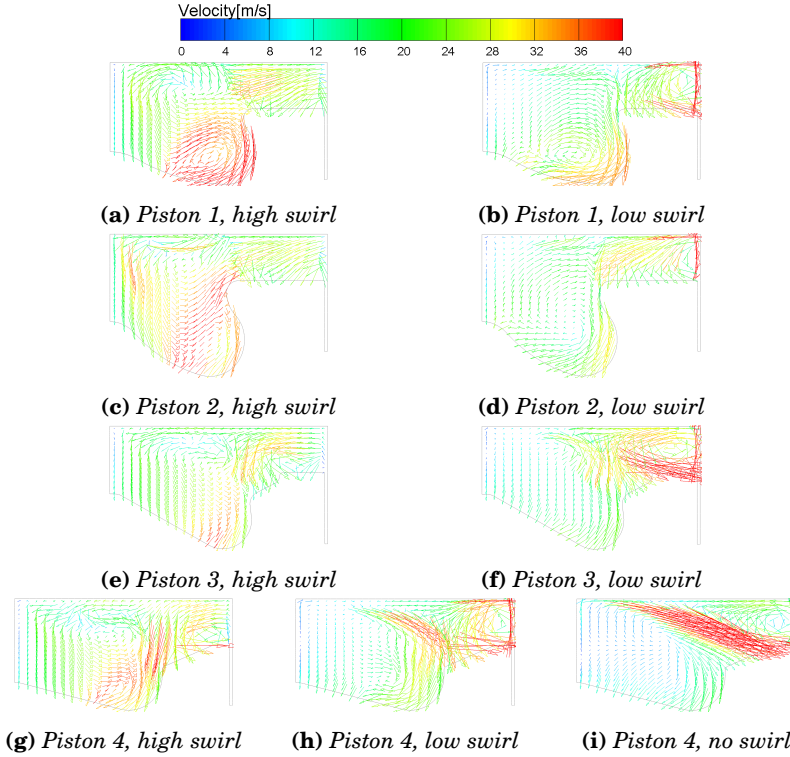 Velocity[m/s]
0 4 8 12 16 20 24 28 32 36 40
(a) Piston 1, high swirl
(b) Piston 1, low swirl
(c) Piston 2, high swirl
(d) Piston 2, low swirl
(e) Piston 3, high swirl
(f) Piston 3, low swirl
(g) Piston 4, high swirl
(h) Piston 4, low swirl
(i) Piston 4, no swirl